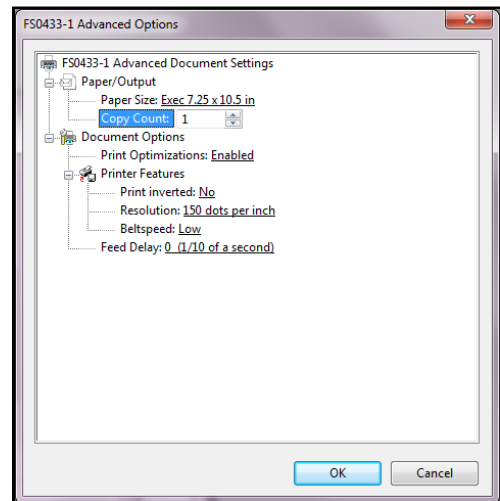 FS0433-1 Advanced Options
FS0433-1 Advanced Document Settings
Paper/Output
Paper Size: Exec 7.25 x 10.5 in
Copy Count: 1
Document Options
Print Optimizations: Enabled
Printer Features
Print inverted: No
Resolution: 150 dots per inch
Beltspeed: Low
Feed Delay: 0 (1/10 of a second)
OK Cancel